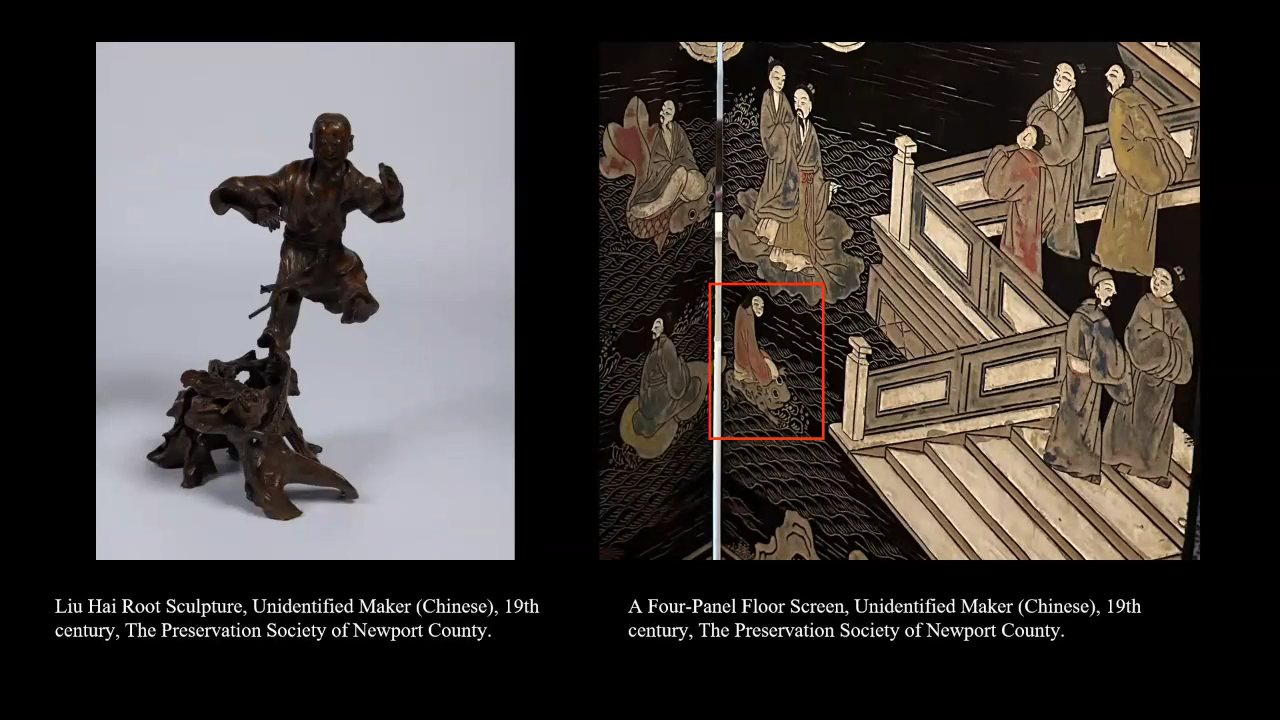 Liu Hai Root Sculpture, Unidentified Maker (Chinese), 19th
century, The Preservation Society of Newport County.
A Four-Panel Floor Screen, Unidentified Maker (Chinese), 19th
century, The Preservation Society of Newport County.